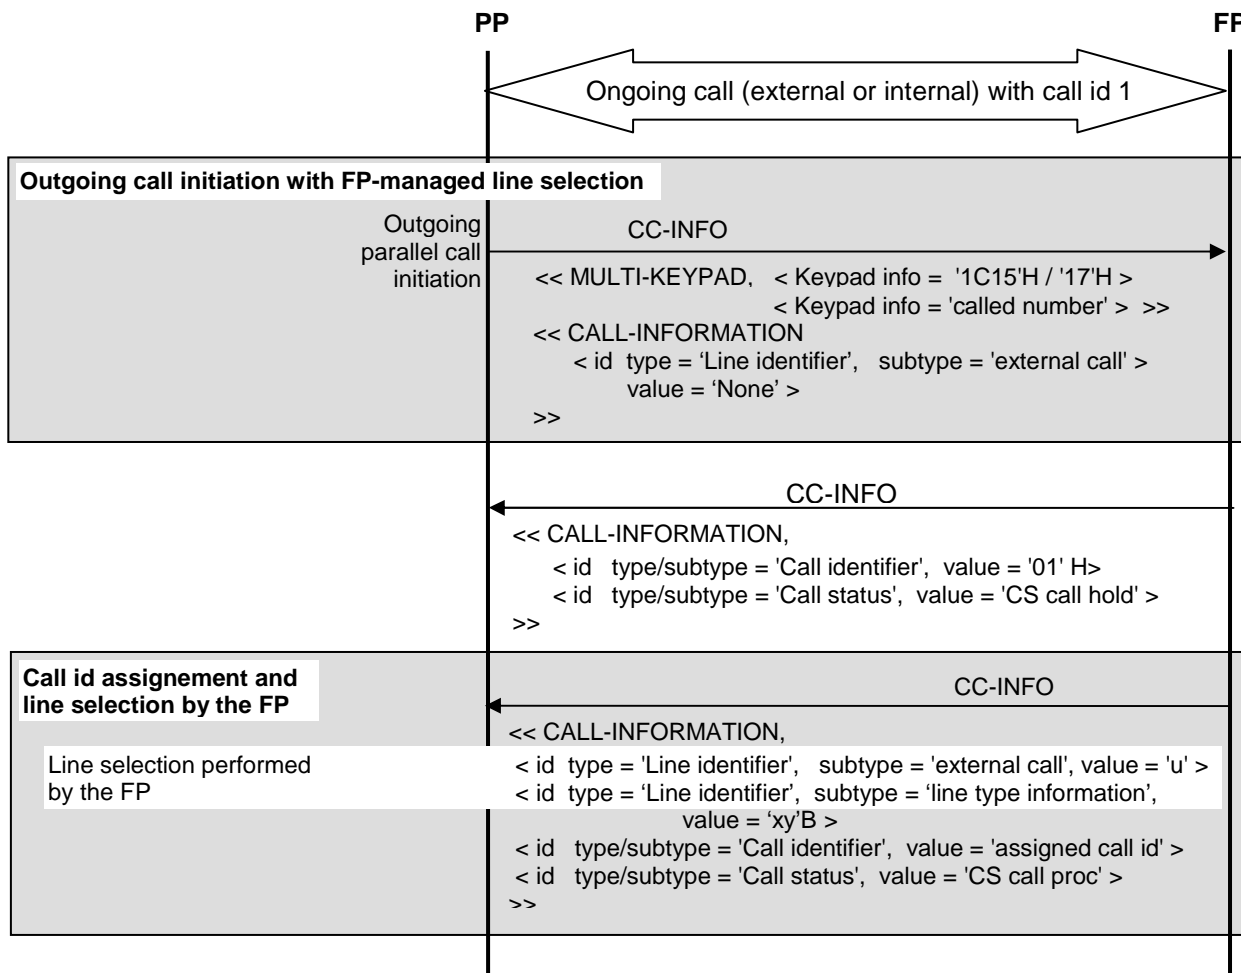 PP
FP
Ongoing call (external or internal) with call id 1
Outgoing call initiation with FP-managed line selection
Outgoing
parallel call
initiation
CC-INFO
<< MULTI-KEYPAD, < Keypad info = '1C15'H / '17'H >
< Keypad info = 'called number' > >>
<< CALL-INFORMATION
< id type = ‘Line identifier’, subtype = 'external call' >
value = ‘None’ >
>>
CC-INFO
<< CALL-INFORMATION,
< id type/subtype = 'Call identifier', value = '01' H>
< id type/subtype = 'Call status', value = 'CS call hold' >
>>
Call id assignement and
line selection by the FP
CC-INFO
<< CALL-INFORMATION,
Line selection performed
by the FP
< id type = 'Line identifier', subtype = 'external call', value = 'u' >
< id type = ‘Line identifier’, subtype = ‘line type information’,
value = ‘xy’B >
< id type/subtype = 'Call identifier', value = 'assigned call id' >
< id type/subtype = 'Call status', value = 'CS call proc' >
>>